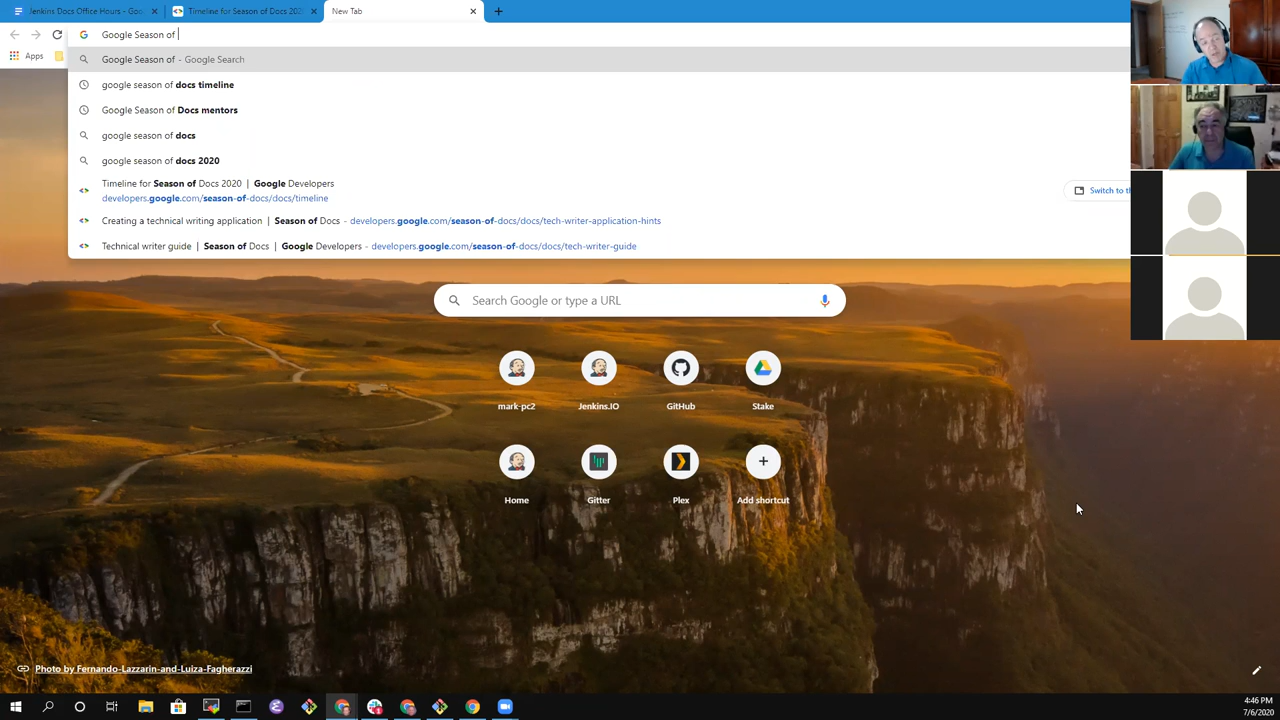 Jenkins Docs Office Hours - Goo
Timeline for Season of Docs 202
New Tab
Google Season of
Apps
Google Season of - Google Search
google season of docs timeline
Google Season of Docs mentors
google season of docs
google season of docs 2020
Timeline for Season of Docs 2020 | Google Developers
developers.google.com/season-of-docs/docs/timeline
Switch to th
Creating a technical writing application | Season of Docs - developers.google.com/season-of-docs/docs/tech-writer-application-hints
Technical writer guide | Season of Docs | Google Developers - developers.google.com/season-of-docs/docs/tech-writer-guide
Search Google or type a URL
mark-pc2
Jenkins.IO
GitHub
Stake
Home
Gitter
Plex
Add shortcut
Photo by Fernando-Lazzarin-and-Luiza-Fagherazzi
4:46 PM
7/6/2020